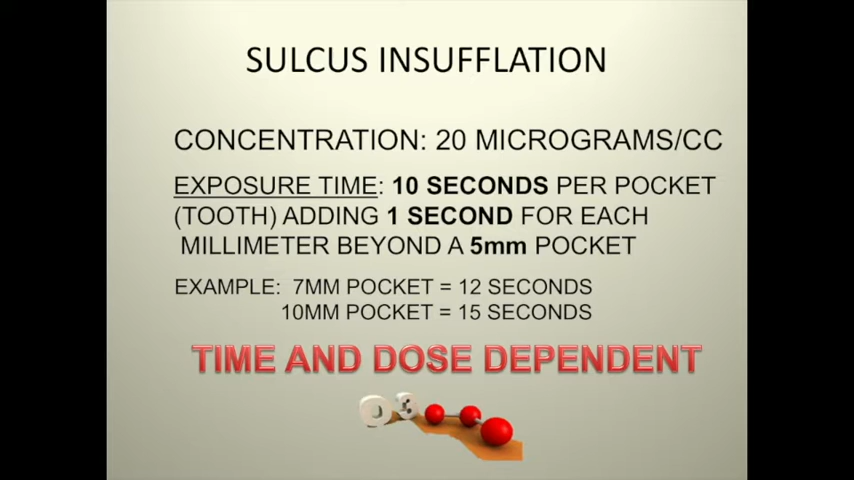 SULCUS INSUFFLATION
CONCENTRATION: 20 MICROGRAMS/CC
EXPOSURE TIME: 10 SECONDS PER POCKET
(TOOTH) ADDING 1 SECOND FOR EACH
MILLIMETER BEYOND A 5mm POCKET
EXAMPLE: 7MM POCKET = 12 SECONDS
10MM POCKET = 15 SECONDS
TIME AND DOSE DEPENDENT
O3